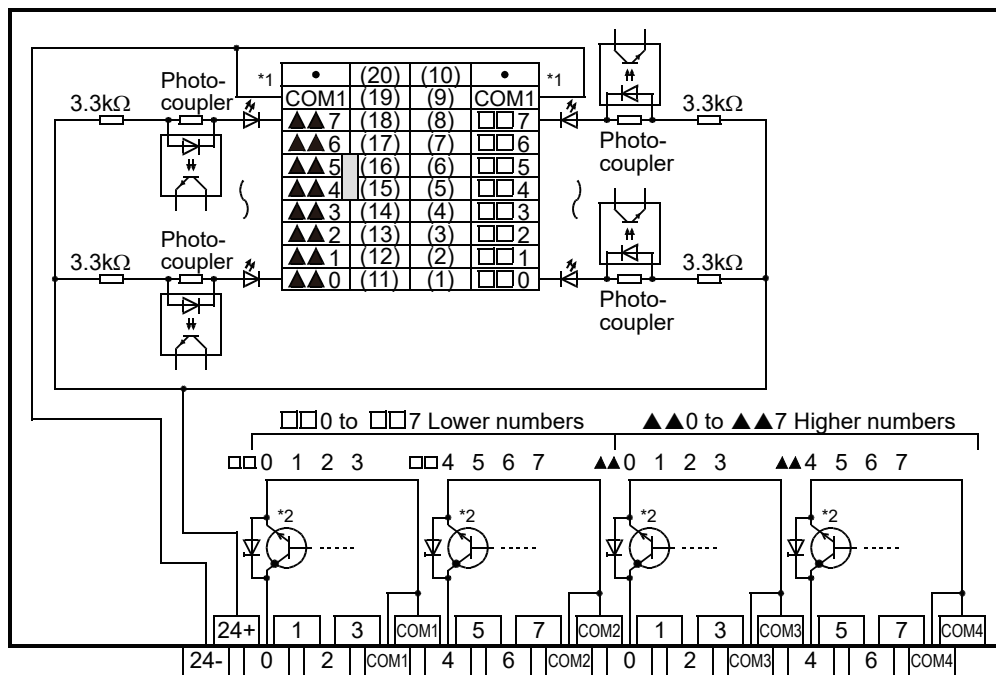 *1 • (20) (10) • *1
COM1 (19) (9) COM1
▲▲7 (18) (8) □□7
▲▲6 (17) (7) □□6
▲▲5 (16) (6) □□5
▲▲4 (15) (5) □□4
▲▲3 (14) (4) □□3
▲▲2 (13) (3) □□2
▲▲1 (12) (2) □□1
▲▲0 (11) (1) □□0
3.3kΩ
Photo-
coupler
3.3kΩ
Photo-
coupler
Photo-
coupler
3.3kΩ
Photo-
coupler
3.3kΩ
□□0 to □□7 Lower numbers ▲▲0 to ▲▲7 Higher numbers
□□0 1 2 3 □□4 5 6 7 ▲▲0 1 2 3 ▲▲4 5 6 7
*2 *2 *2 *2
24+ 1 3 COM1 5 7 COM2 1 3 COM3 5 7 COM4
24- 0 2 COM1 4 6 COM2 0 2 COM3 4 6 COM4